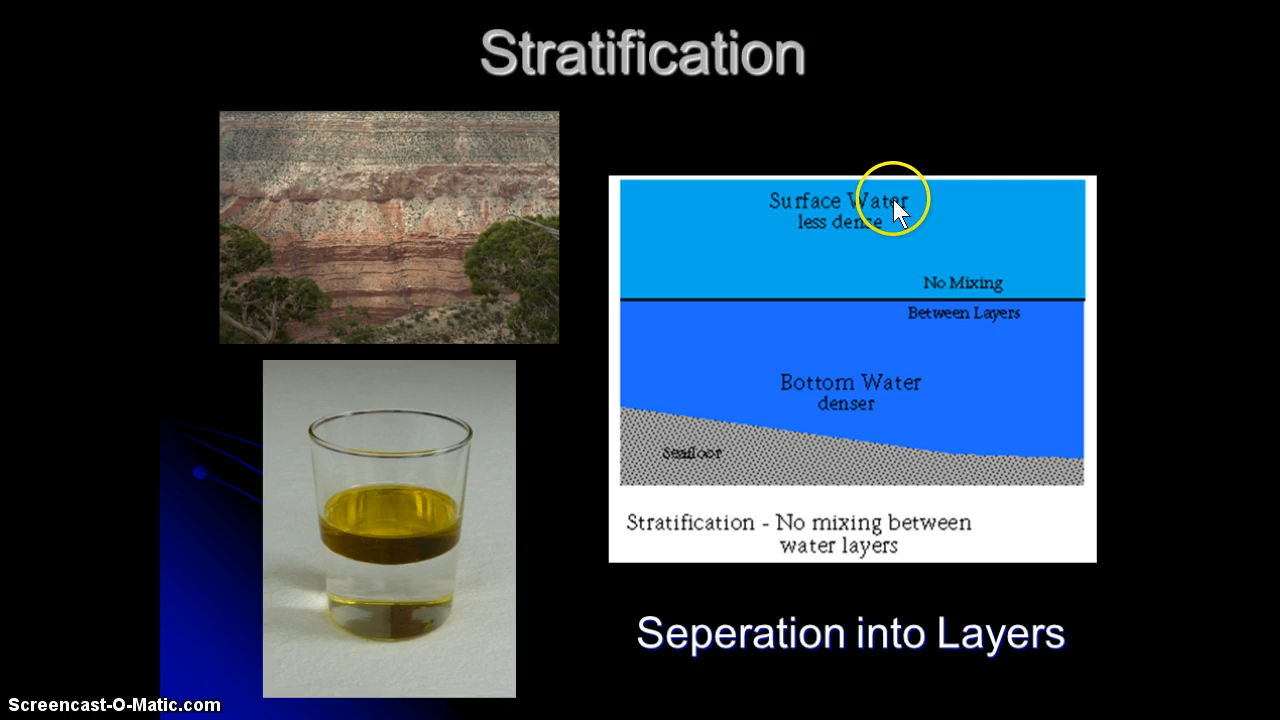 Stratification
Surface Water
less dense
No Mixing
Between Layers
Bottom Water
denser
Seafloor
Stratification - No mixing between
water layers
Seperation into Layers
Screencast-O-Matic.com